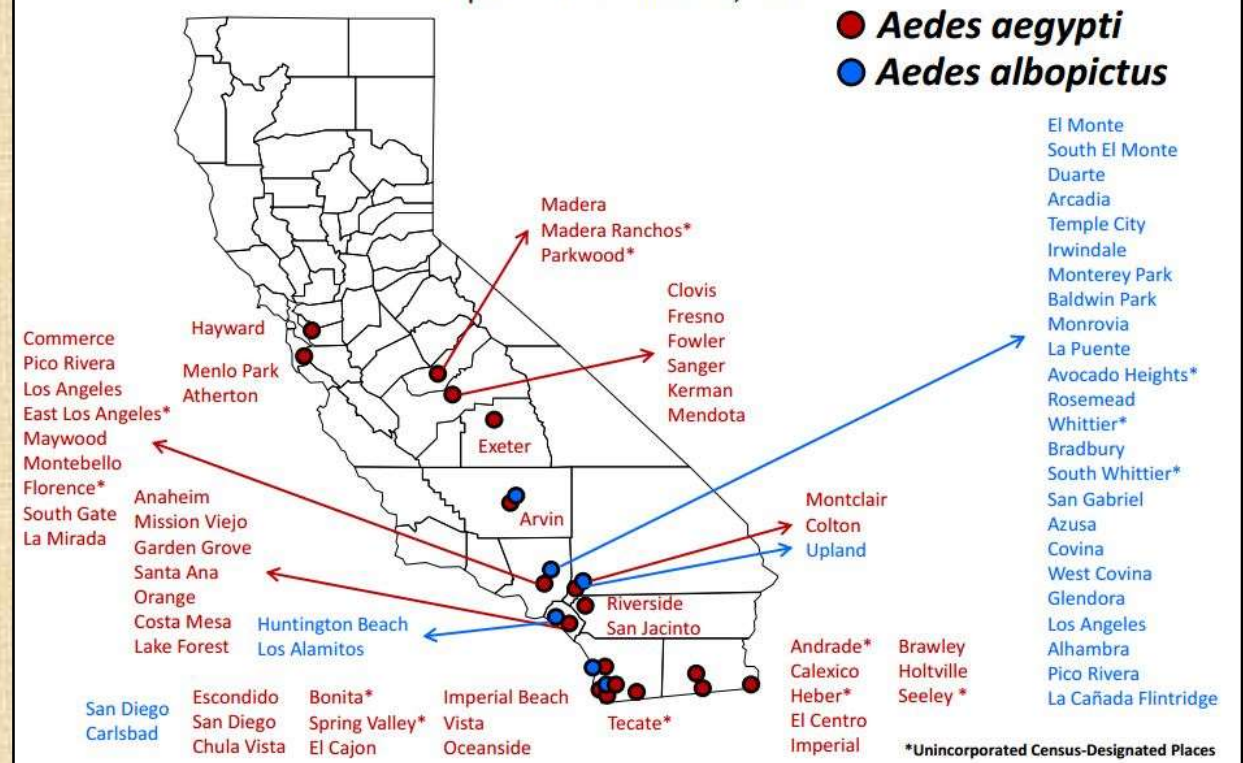 Aedes aegypti
Aedes albopictus
El Monte
South El Monte
Duarte
Arcadia
Temple City
Irwindale
Monterey Park
Baldwin Park
Monrovia
La Puente
Avocado Heights*
Rosemead
Whittier*
Bradbury
South Whittier*
San Gabriel
Azusa
Covina
West Covina
Glendora
Los Angeles
Alhambra
Pico Rivera
La Cañada Flintridge
Madera
Madera Ranchos*
Parkwood*
Clovis
Fresno
Fowler
Sanger
Kerman
Mendota
Hayward
Menlo Park
Atherton
Commerce
Pico Rivera
Los Angeles
East Los Angeles*
Maywood
Montebello
Florence*
South Gate
La Mirada
Exeter
Arvin
Anaheim
Mission Viejo
Garden Grove
Santa Ana
Orange
Costa Mesa
Lake Forest
Montclair
Colton
Upland
Huntington Beach
Los Alamitos
Riverside
San Jacinto
San Diego
Carlsbad
Escondido
San Diego
Chula Vista
Bonita*
Spring Valley*
El Cajon
Imperial Beach
Vista
Oceanside
Tecate*
Andrade*
Calexico
Heber*
El Centro
Imperial
Brawley
Holtville
Seeley *
*Unincorporated Census-Designated Places